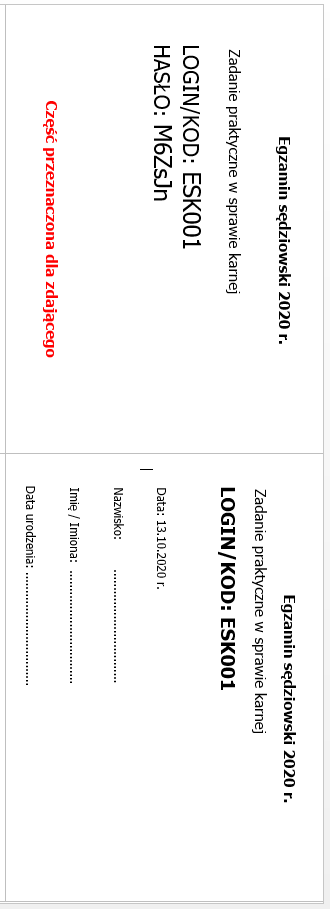 Egzamin sędziowski 2020 r.
Zadanie praktyczne w sprawie karnej
LOGIN/KOD: ESK001
HASŁO: M6ZsJn
Część przeznaczona dla zdającego
Egzamin sędziowski 2020 r.
Zadanie praktyczne w sprawie karnej
LOGIN/KOD: ESK001
Data: 13.10.2020 r.
Nazwisko: ................................
Imię / Imiona: ................................
Data urodzenia: ................................